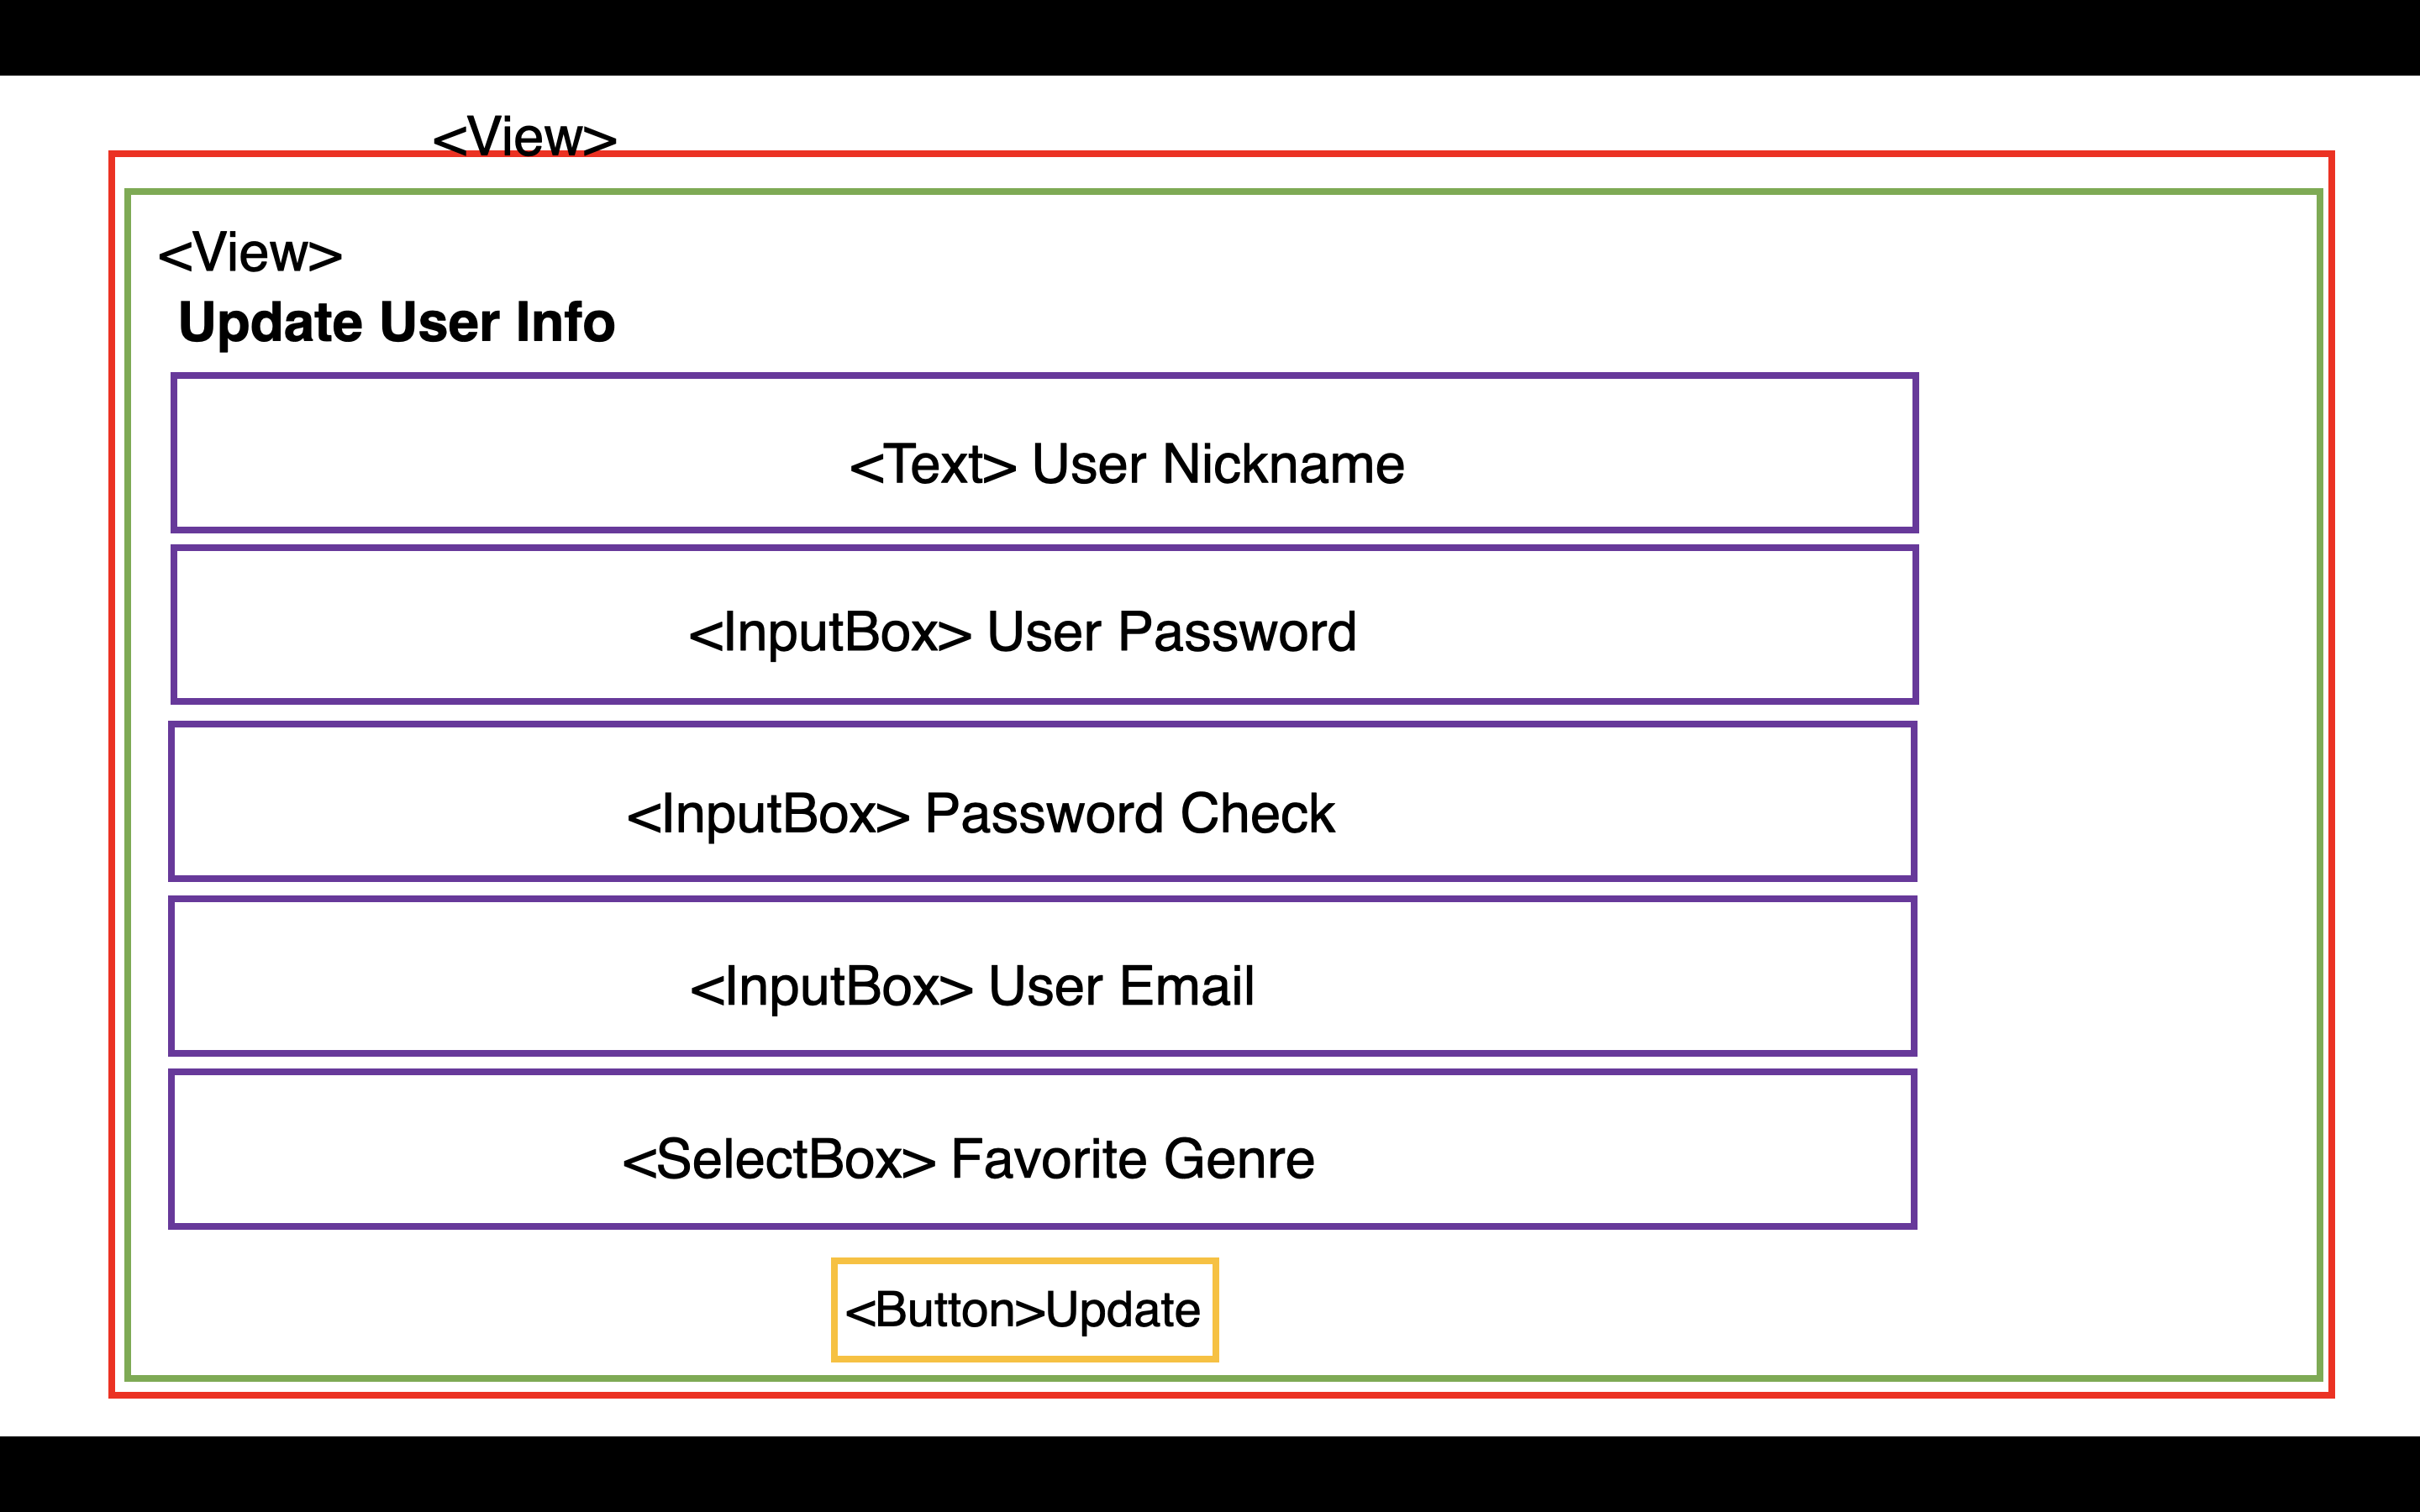 <View>
<View>
Update User Info
<Text> User Nickname
<InputBox> User Password
<InputBox> Password Check
<InputBox> User Email
<SelectBox> Favorite Genre
<Button>Update